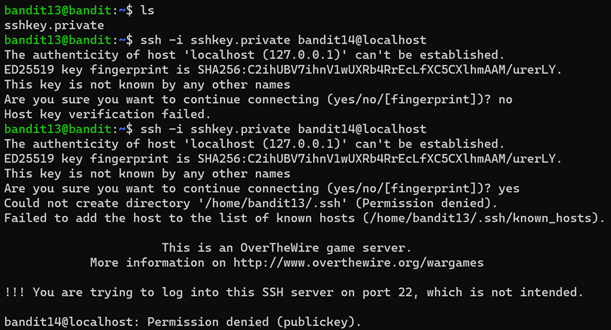 bandit13@bandit:~$ ls
sshkey.private
bandit13@bandit:~$ ssh -i sshkey.private bandit14@localhost
The authenticity of host 'localhost (127.0.0.1)' can't be established.
ED25519 key fingerprint is SHA256:C2ihUBV7ihnV1wUXRb4RrEcLfXC5CXlhmAAM/urerLY.
This key is not known by any other names
Are you sure you want to continue connecting (yes/no/[fingerprint])? no
Host key verification failed.
bandit13@bandit:~$ ssh -i sshkey.private bandit14@localhost
The authenticity of host 'localhost (127.0.0.1)' can't be established.
ED25519 key fingerprint is SHA256:C2ihUBV7ihnV1wUXRb4RrEcLfXC5CXlhmAAM/urerLY.
This key is not known by any other names
Are you sure you want to continue connecting (yes/no/[fingerprint])? yes
Could not create directory '/home/bandit13/.ssh' (Permission denied).
Failed to add the host to the list of known hosts (/home/bandit13/.ssh/known_hosts).
This is an OverTheWire game server.
More information on http://www.overthewire.org/wargames
!!! You are trying to log into this SSH server on port 22, which is not intended.
bandit14@localhost: Permission denied (publickey).